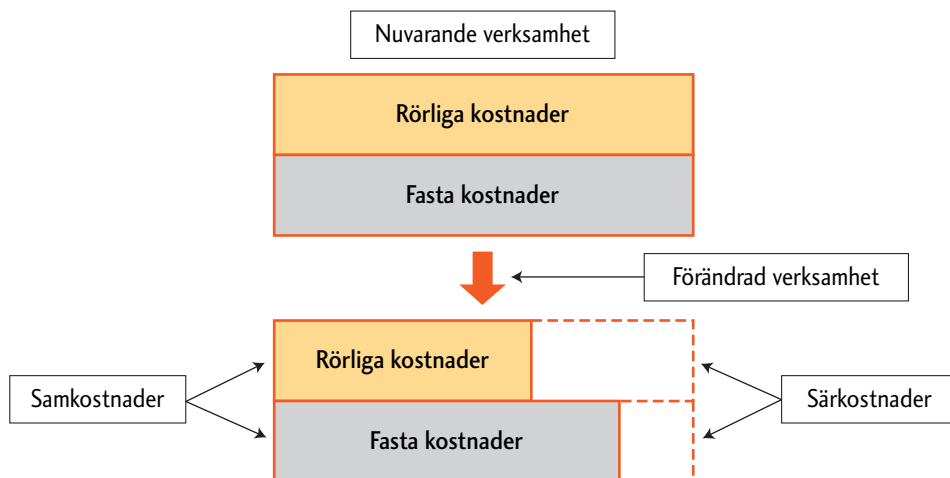 Nuvarande verksamhet
Rörliga kostnader
Fasta kostnader
Förändrad verksamhet
Rörliga kostnader
Samkostnader
Särkostnader
Fasta kostnader